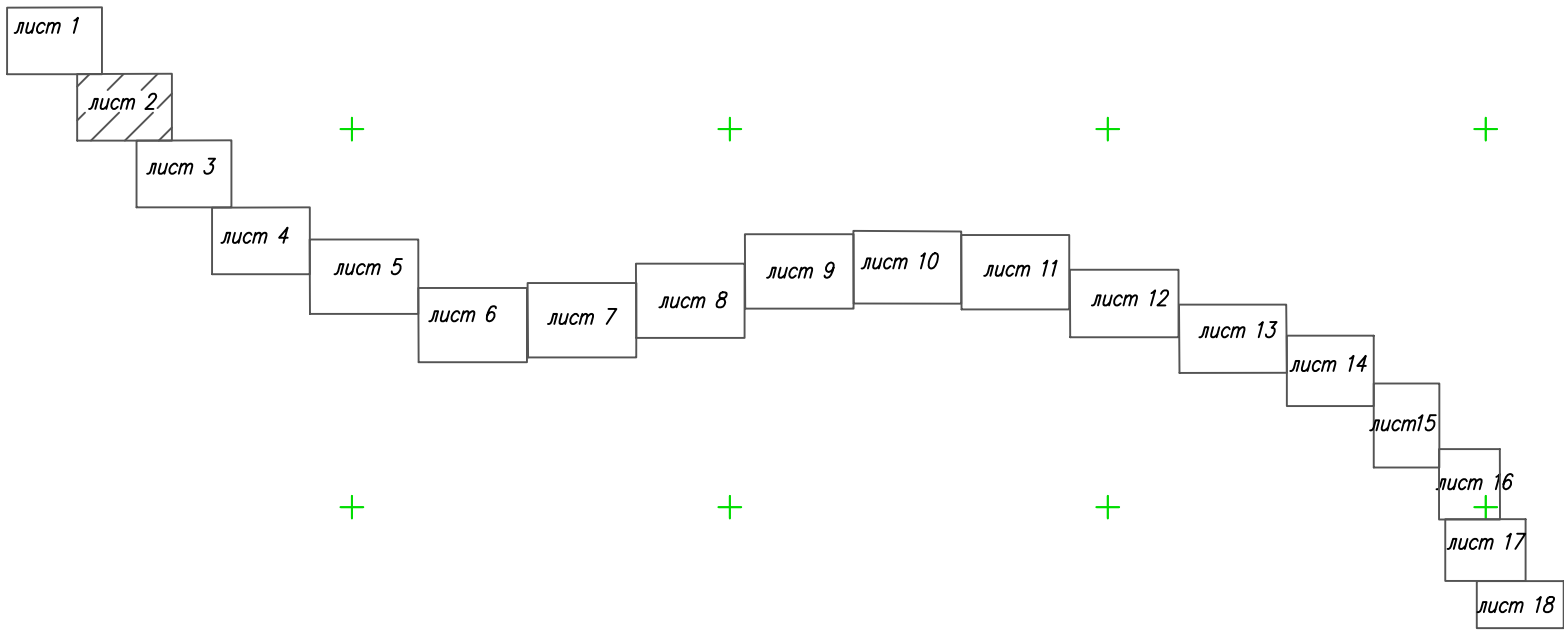 лист 1
лист 2
лист 3
лист 4
лист 5
лист 6
лист 7
лист 8
лист 9
лист 10
лист 11
лист 12
лист 13
лист 14
лист15
лист 16
лист 17
лист 18